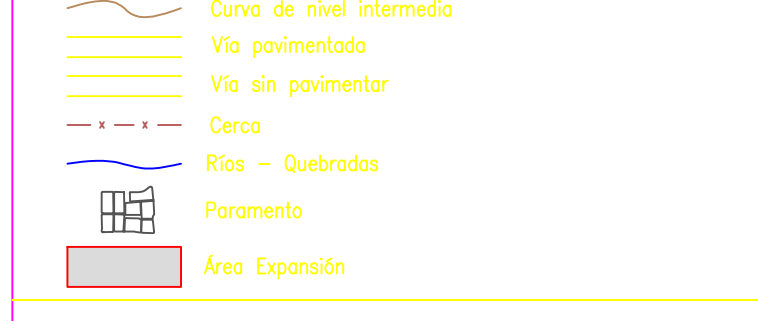 Curva de nivel intermedia
Vía pavimentada
Vía sin pavimentar
Cerca
Ríos - Quebradas
Paramento
Área Expansión